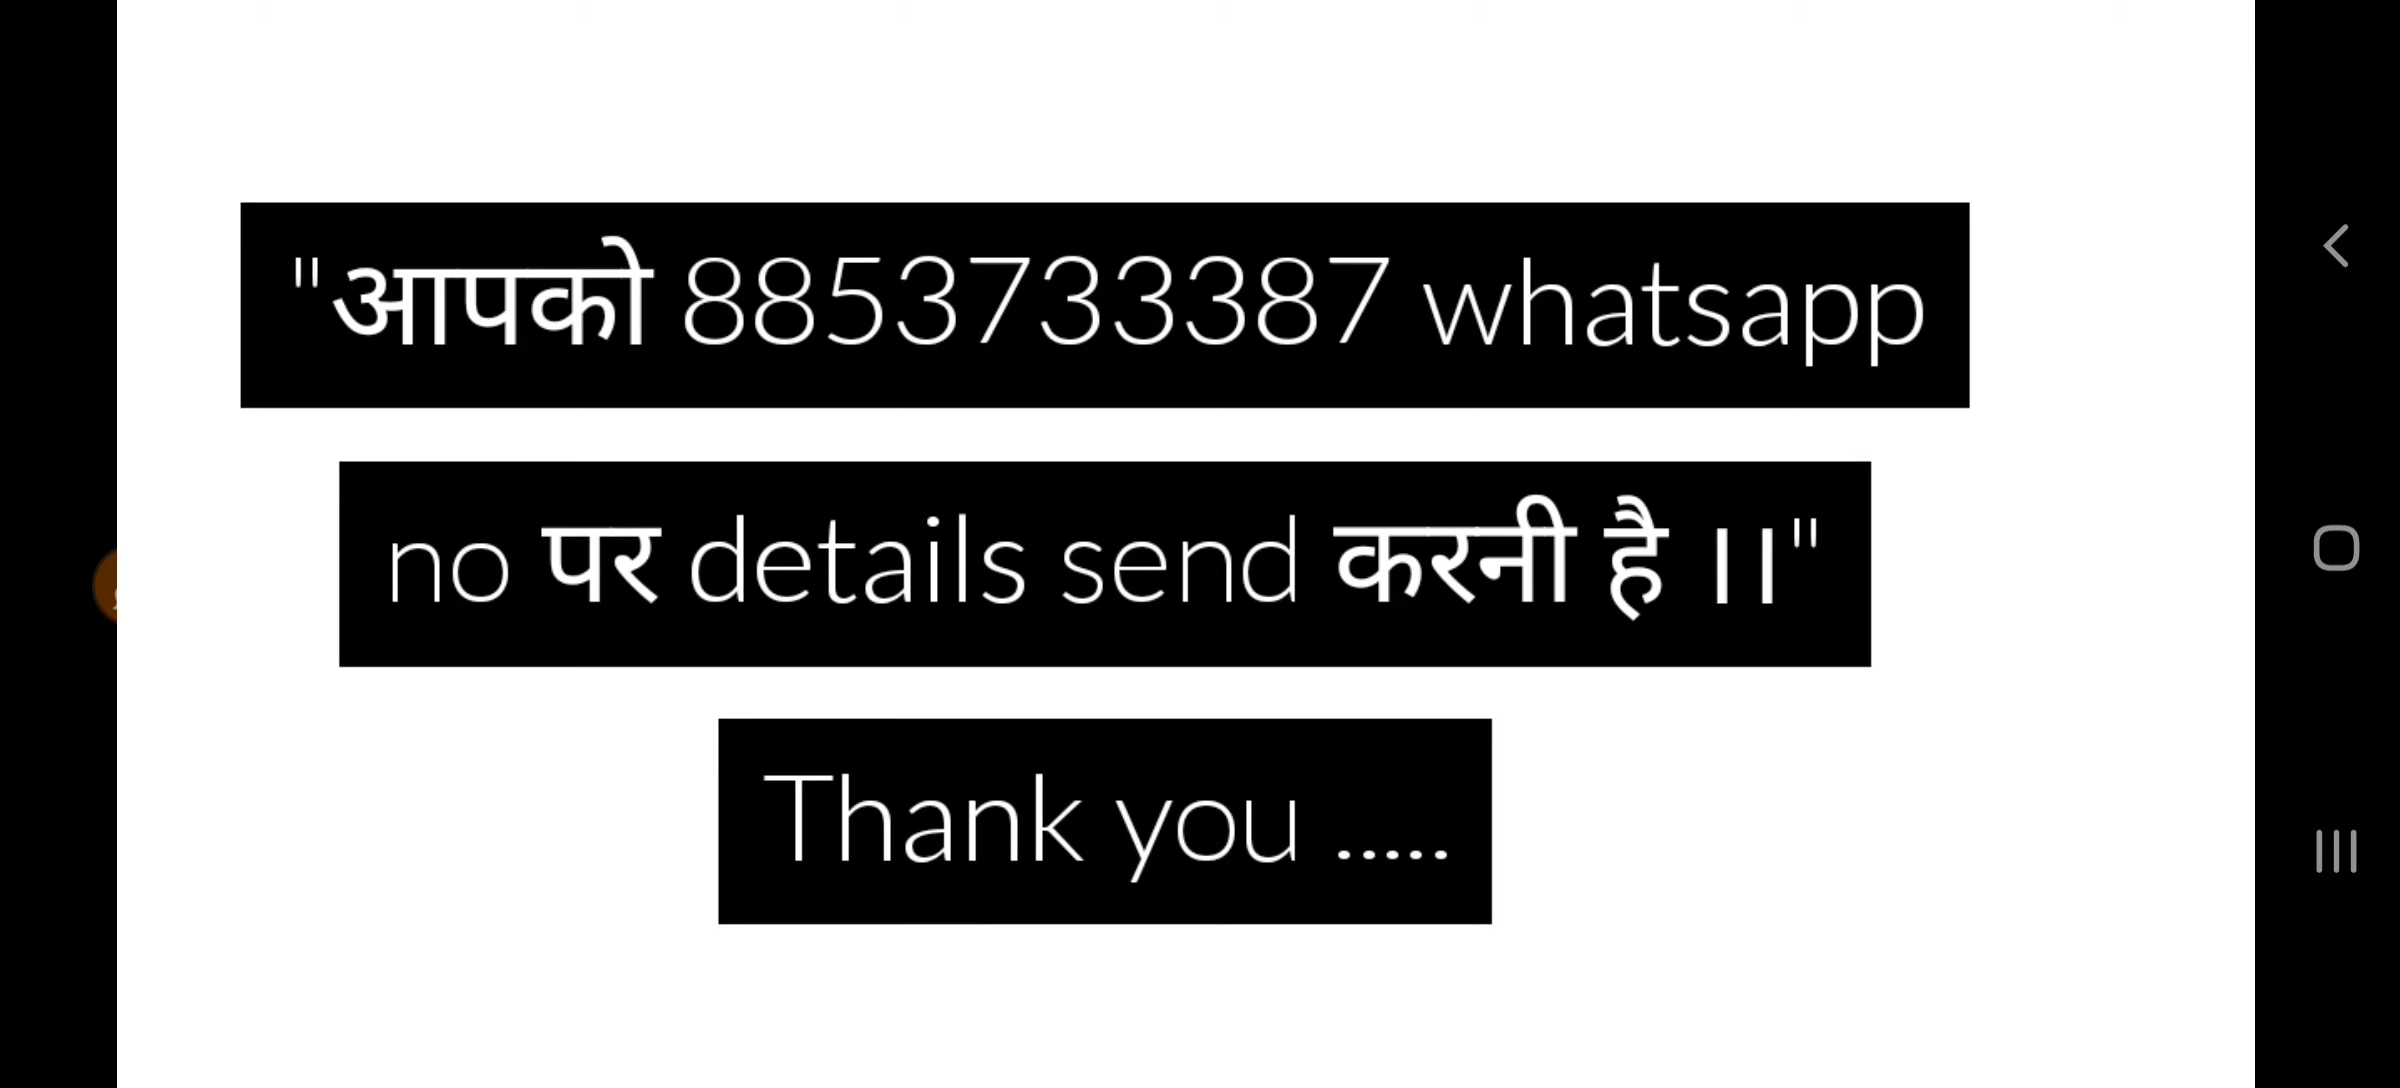 "आपको 8853733387 whatsapp
no पर details send करनी है ।।"
Thank you .....